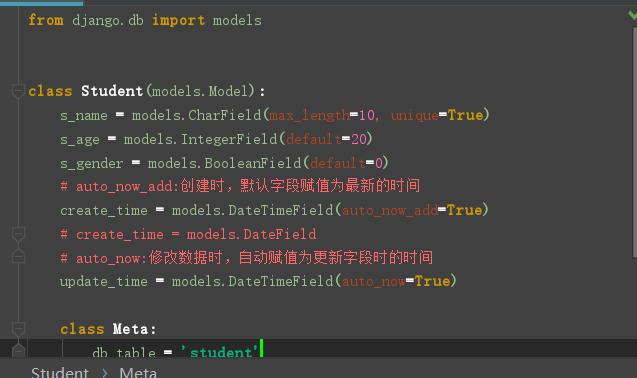 from django.db import models
class Student(models.Model):
s_name = models.CharField(max_length=10, unique=True)
s_age = models.IntegerField(default=20)
s_gender = models.BooleanField(default=0)
# auto_now_add:创建时，默认字段赋值为最新的时间
create_time = models.DateTimeField(auto_now_add=True)
# create_time = models.DateField
# auto_now:修改数据时，自动赋值为更新字段时的时间
update_time = models.DateTimeField(auto_now=True)
class Meta:
db_table = 'student'
Student > Meta